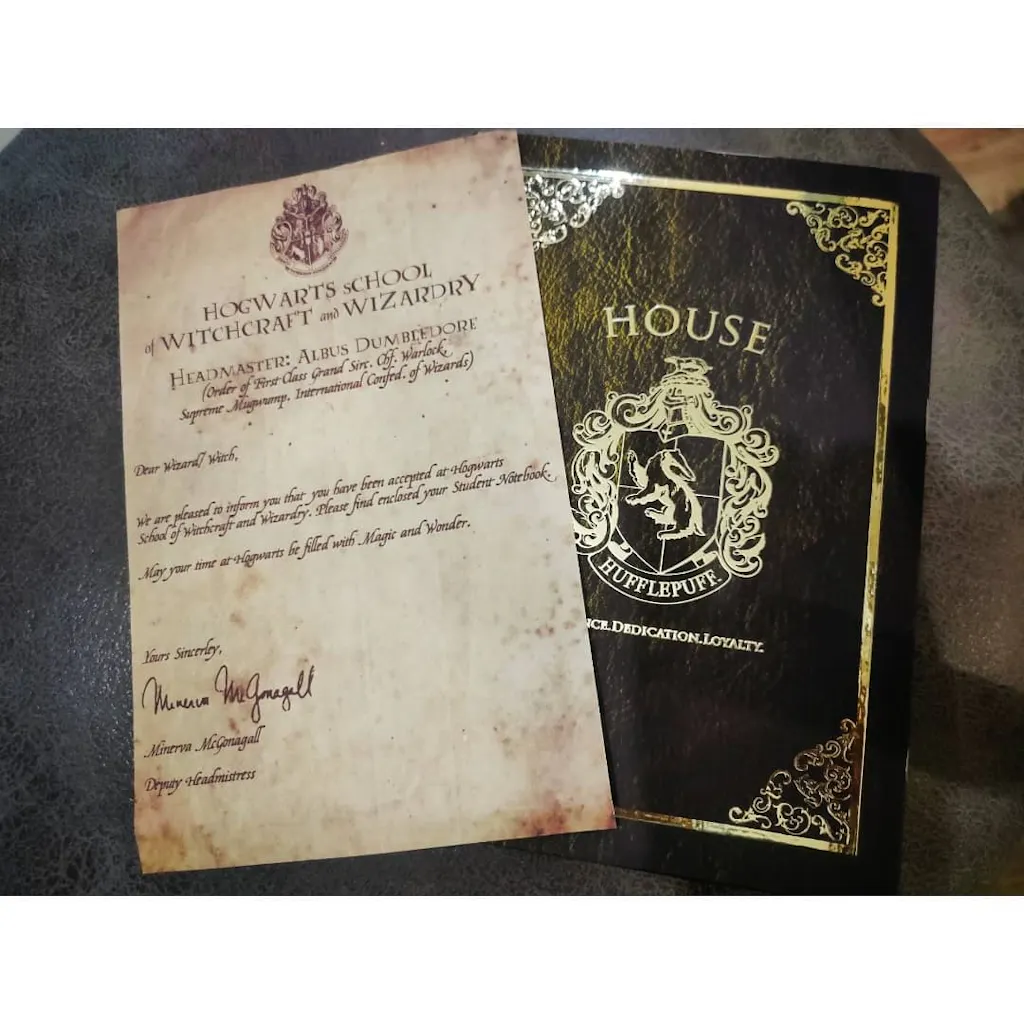 HOGWARTS SCHOOL
of WITCHCRAFT and WIZARDRY
HEADMASTER: ALBUS DUMBLEDORE
(Order of First Class Grand Sirc. Chf. Warlock,
Supreme Mugwump, International Confed. of Wizards)
Dear Wizard/ Witch,
We are pleased to inform you that you have been accepted at Hogwarts
School of Witchcraft and Wizardry. Please find enclosed your Student Notebook.
May your time at Hogwarts be filled with Magic and Wonder.
Yours Sincerley,
Minerva McGonagall
Minerva McGonagall
Deputy Headmistress
HOUSE
HUFFLEPUFF
DEDICATION. LOYALTY.